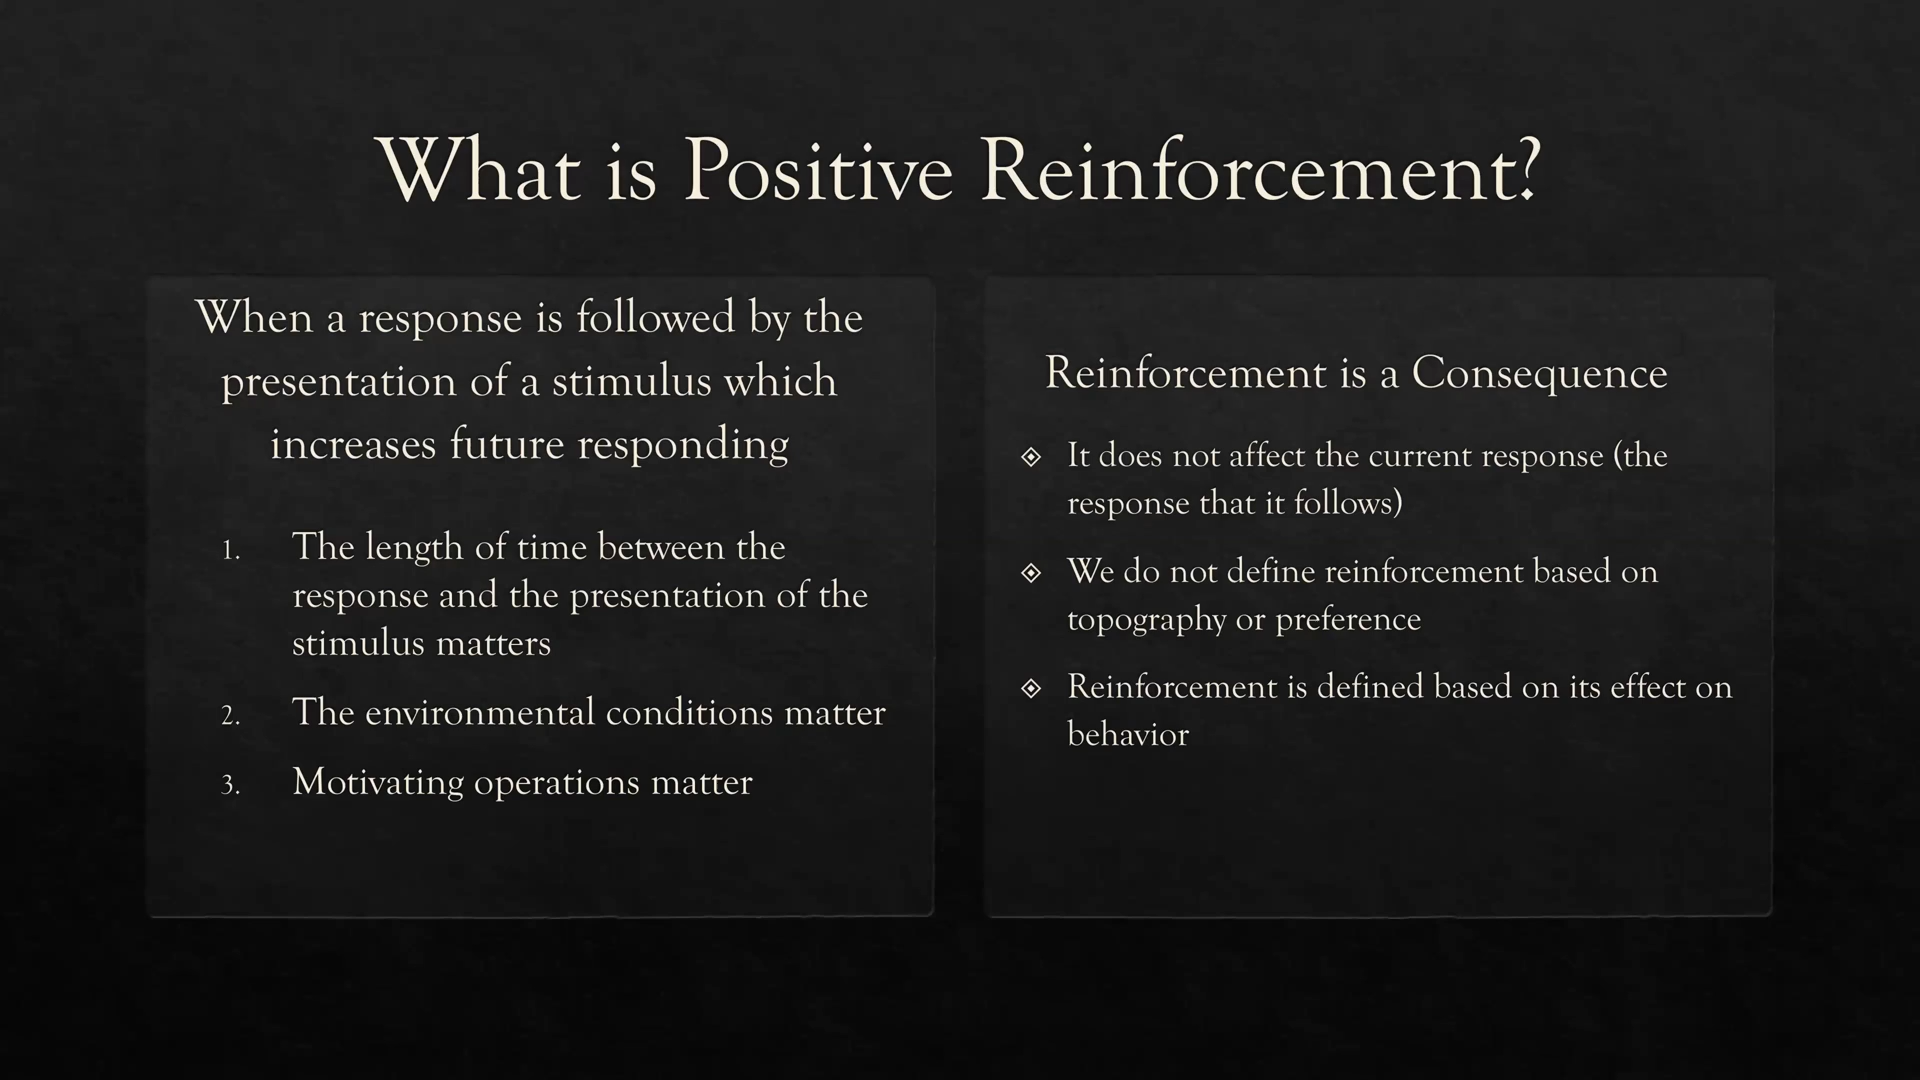 What is Positive Reinforcement?
When a response is followed by the
presentation of a stimulus which
increases future responding
1. The length of time between the
response and the presentation of the
stimulus matters
2. The environmental conditions matter
3. Motivating operations matter
Reinforcement is a Consequence
It does not affect the current response (the
response that it follows)
We do not define reinforcement based on
topography or preference
Reinforcement is defined based on its effect on
behavior